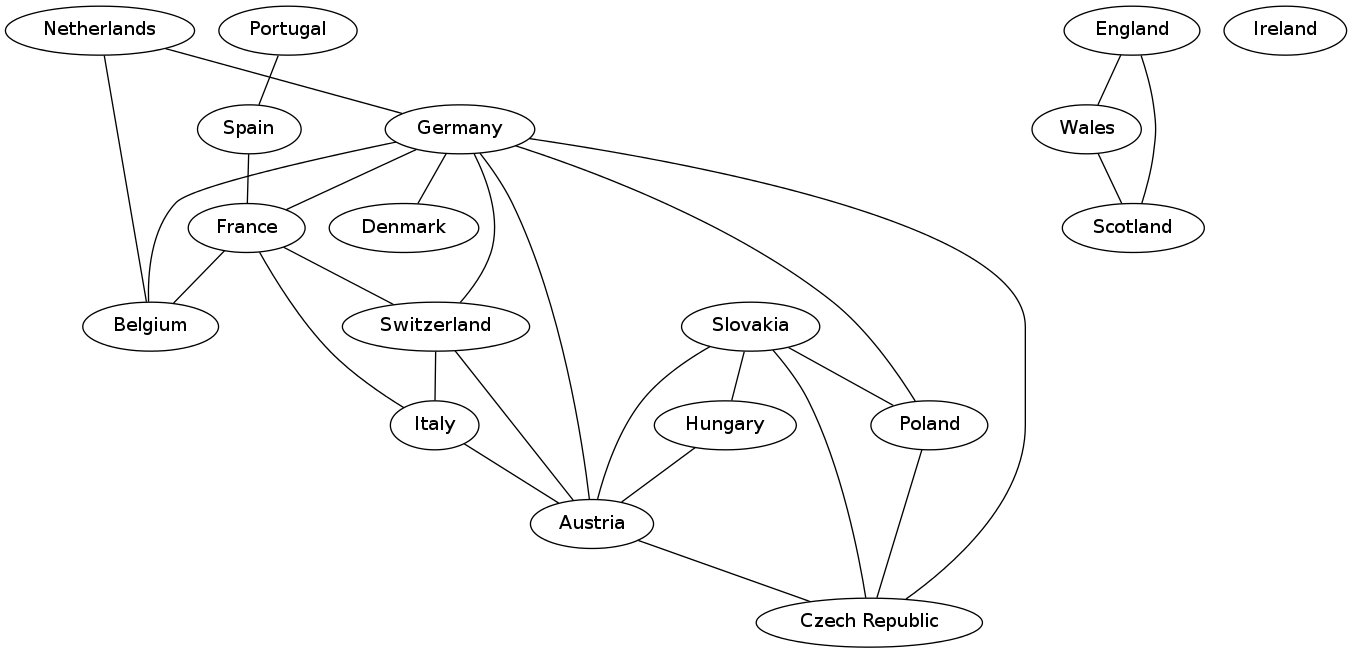 Netherlands
Portugal
England
Ireland
Spain
Germany
Wales
France
Denmark
Scotland
Belgium
Switzerland
Slovakia
Italy
Hungary
Poland
Austria
Czech Republic